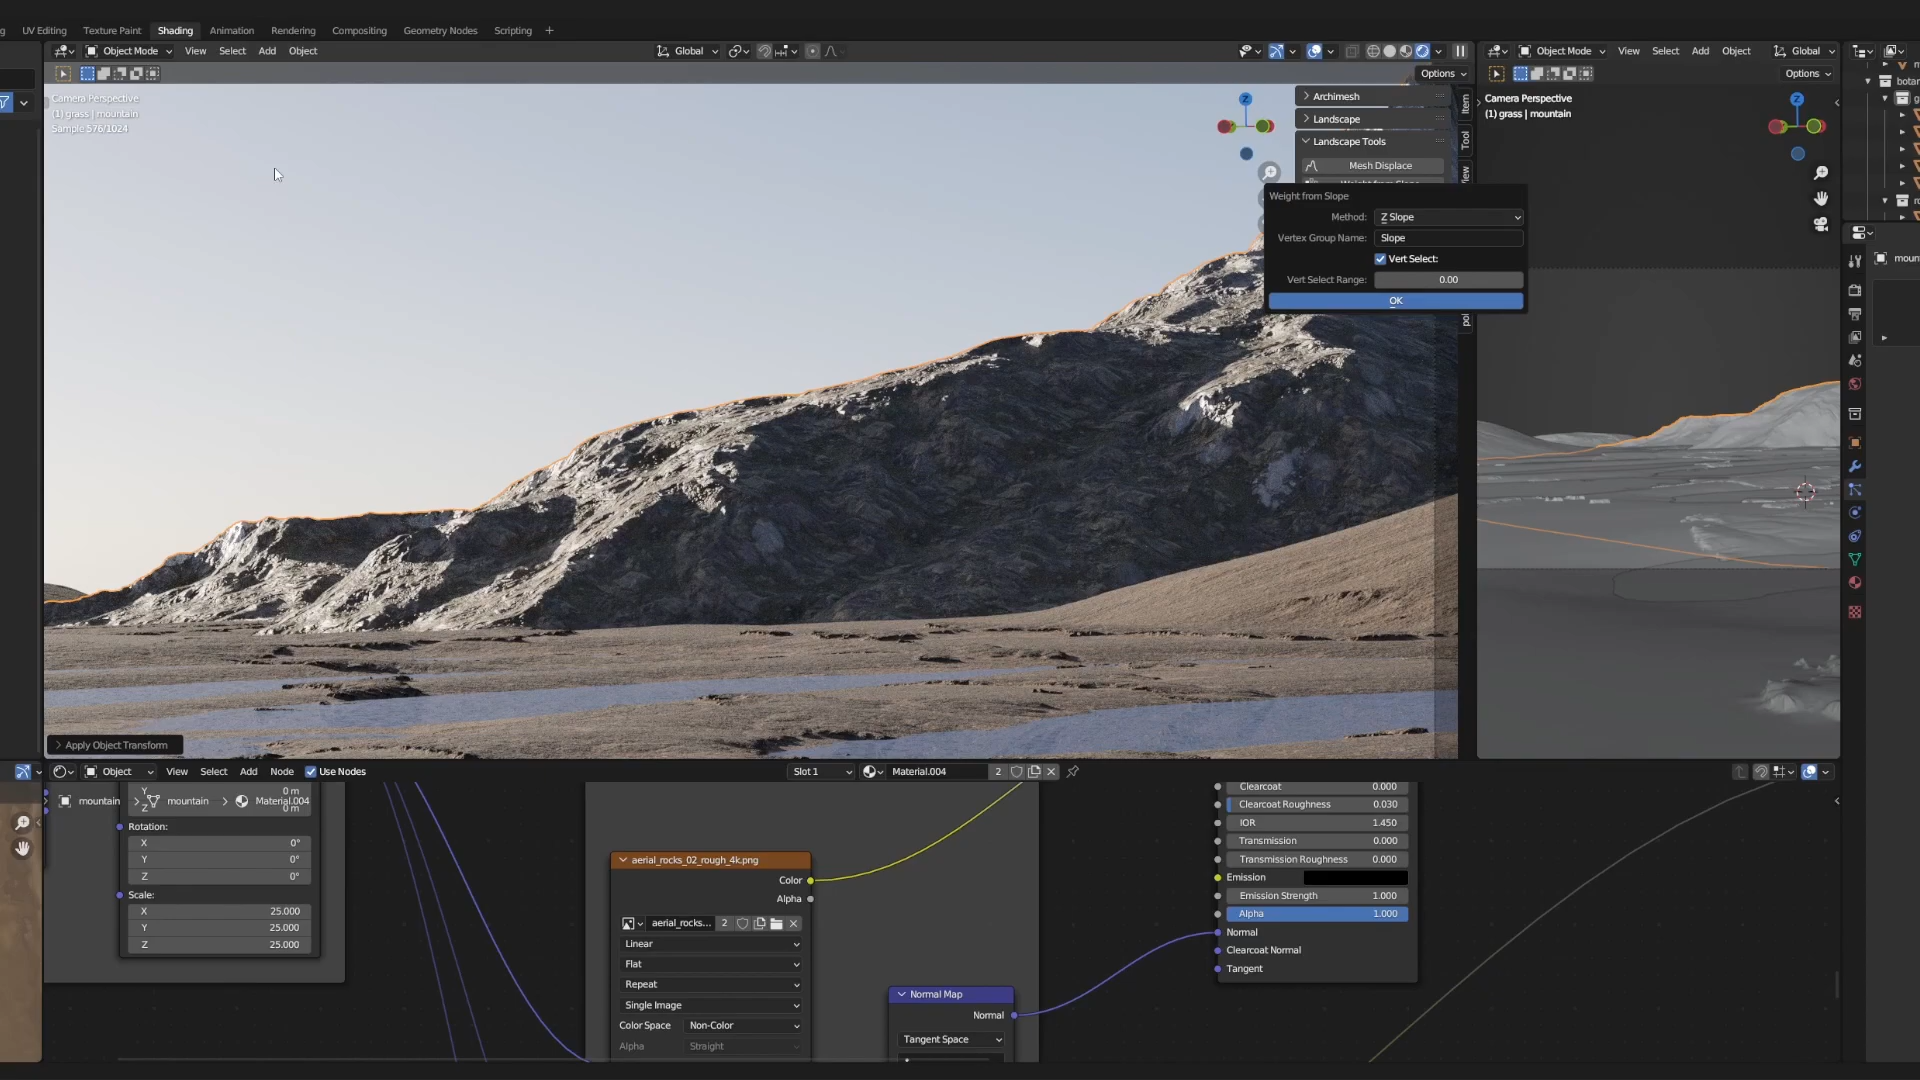 UV Editing Texture Paint Shading Animation Rendering Compositing Geometry Nodes Scripting +
Object Mode View Select Add Object Global
Options
Camera Perspective
(1) grass | mountain
Sample 576/1024
Archimesh
Landscape
Landscape Tools
Mesh Displace
Item
Tool
Weight from Slope
Method: Z Slope
Vertex Group Name: Slope
Vert Select:
Vert Select Range: 0.00
OK
Apply Object Transform
Object Mode View Select Add Object Global
Options
Camera Perspective
(1) grass | mountain
Object View Select Add Node Use Nodes Slot 1 Material.004 2
Y 0 m
Z 0 m
mountain > mountain > Material.004
Rotation:
X 0°
Y 0°
Z 0°
Scale:
X 25.000
Y 25.000
Z 25.000
aerial_rocks_02_rough_4k.png
Color
Alpha
aerial_rocks... 2
Linear
Flat
Repeat
Single Image
Color Space Non-Color
Alpha Straight
Normal Map
Normal
Tangent Space
Clearcoat 0.000
Clearcoat Roughness 0.030
IOR 1.450
Transmission 0.000
Transmission Roughness 0.000
Emission
Emission Strength 1.000
Alpha 1.000
Normal
Clearcoat Normal
Tangent